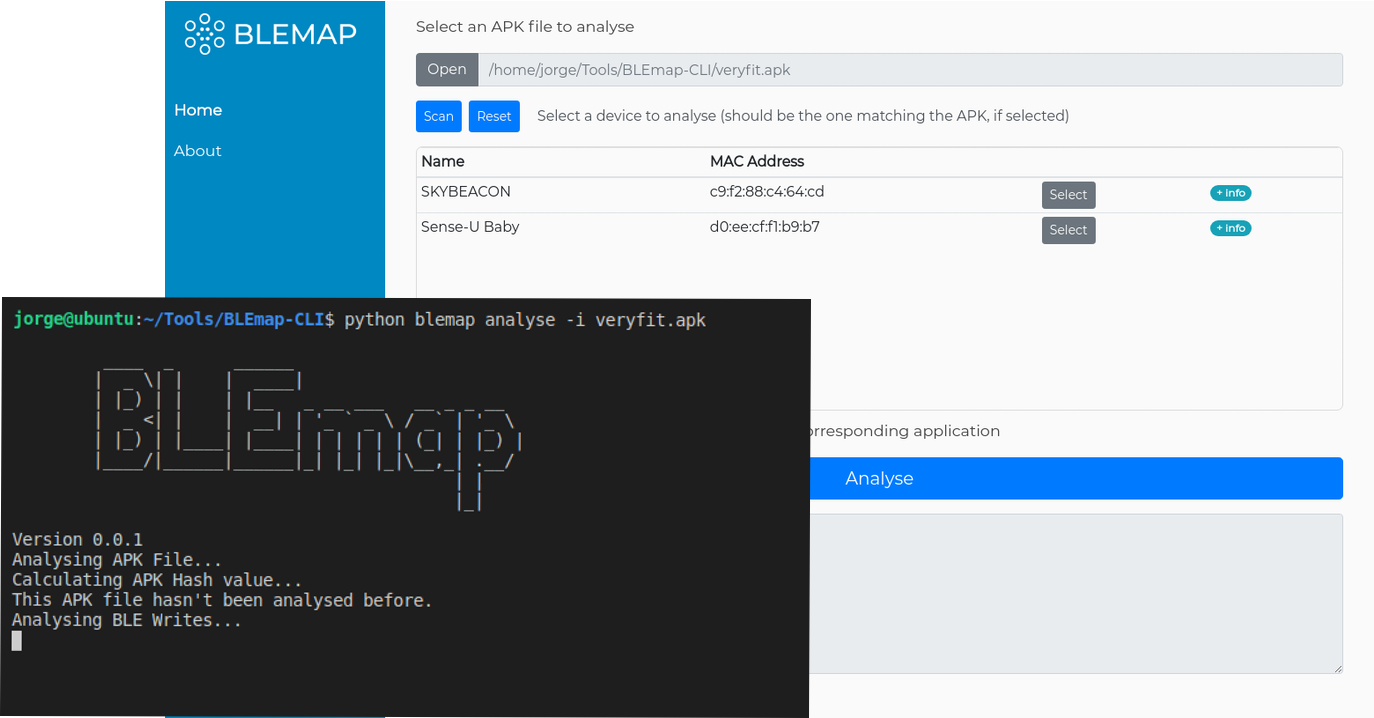 BLEMAP
Home
About
Select an APK file to analyse
Open /home/jorge/Tools/BLEmap-CLI/veryfit.apk
Scan Reset Select a device to analyse (should be the one matching the APK, if selected)
Name MAC Address
SKYBEACON c9:f2:88:c4:64:cd Select + info
Sense-U Baby d0:ee:cf:f1:b9:b7 Select + info
orresponding application
Analyse
jorge@ubuntu:~/Tools/BLEmap-CLI$ python blemap analyse -i veryfit.apk
BLEmap
Version 0.0.1
Analysing APK File...
Calculating APK Hash value...
This APK file hasn't been analysed before.
Analysing BLE Writes...